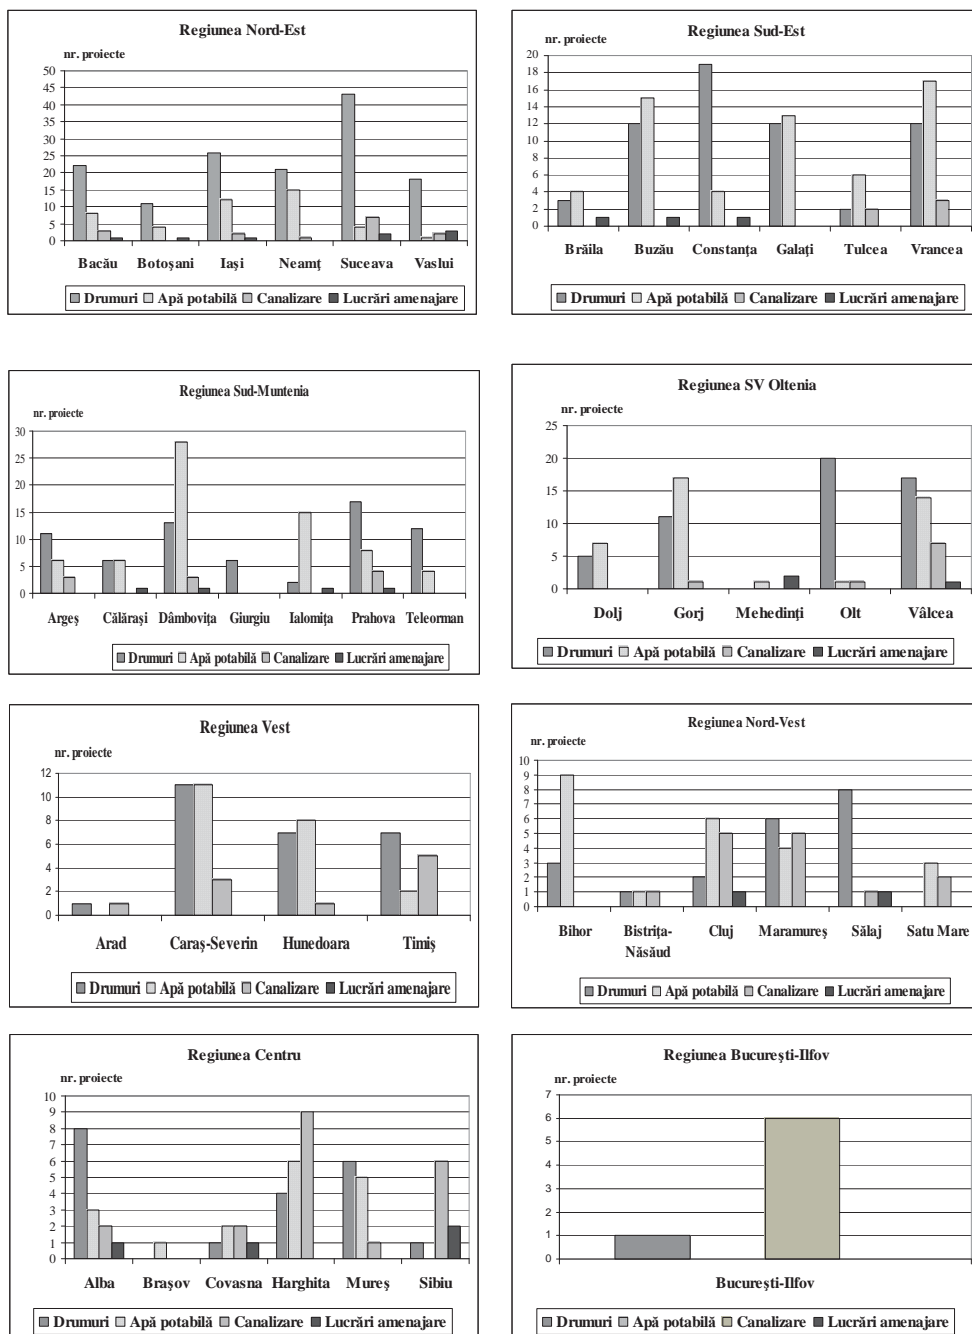 Regiunea Nord-Est
nr. proiecte
50
45
40
35
30
25
20
15
10
5
0
Bacău Botoşani Iaşi Neamţ Suceava Vaslui
Drumuri Apă potabilă Canalizare Lucrări amenajare
Regiunea Sud-Est
nr. proiecte
20
18
16
14
12
10
8
6
4
2
0
Brăila Buzău Constanţa Galaţi Tulcea Vrancea
Drumuri Apă potabilă Canalizare Lucrări amenajare
Regiunea Sud-Muntenia
nr. proiecte
30
25
20
15
10
5
0
Argeş Călăraşi Dâmboviţa Giurgiu Ialomiţa Prahova Teleorman
Drumuri Apă potabilă Canalizare Lucrări amenajare
Regiunea SV Oltenia
nr. proiecte
25
20
15
10
5
0
Dolj Gorj Mehedinţi Olt Vâlcea
Drumuri Apă potabilă Canalizare Lucrări amenajare
Regiunea Vest
nr. proiecte
12
10
8
6
4
2
0
Arad Caraş-Severin Hunedoara Timiş
Drumuri Apă potabilă Canalizare Lucrări amenajare
Regiunea Nord-Vest
nr. proiecte
10
9
8
7
6
5
4
3
2
1
0
Bihor Bistriţa- Cluj Maramureş Sălaj Satu Mare
Năsăud
Drumuri Apă potabilă Canalizare Lucrări amenajare
Regiunea Centru
nr. proiecte
10
9
8
7
6
5
4
3
2
1
0
Alba Braşov Covasna Harghita Mureş Sibiu
Drumuri Apă potabilă Canalizare Lucrări amenajare
Regiunea Bucureşti-Ilfov
nr. proiecte
7
6
5
4
3
2
1
0
Bucureşti-Ilfov
Drumuri Apă potabilă Canalizare Lucrări amenajare